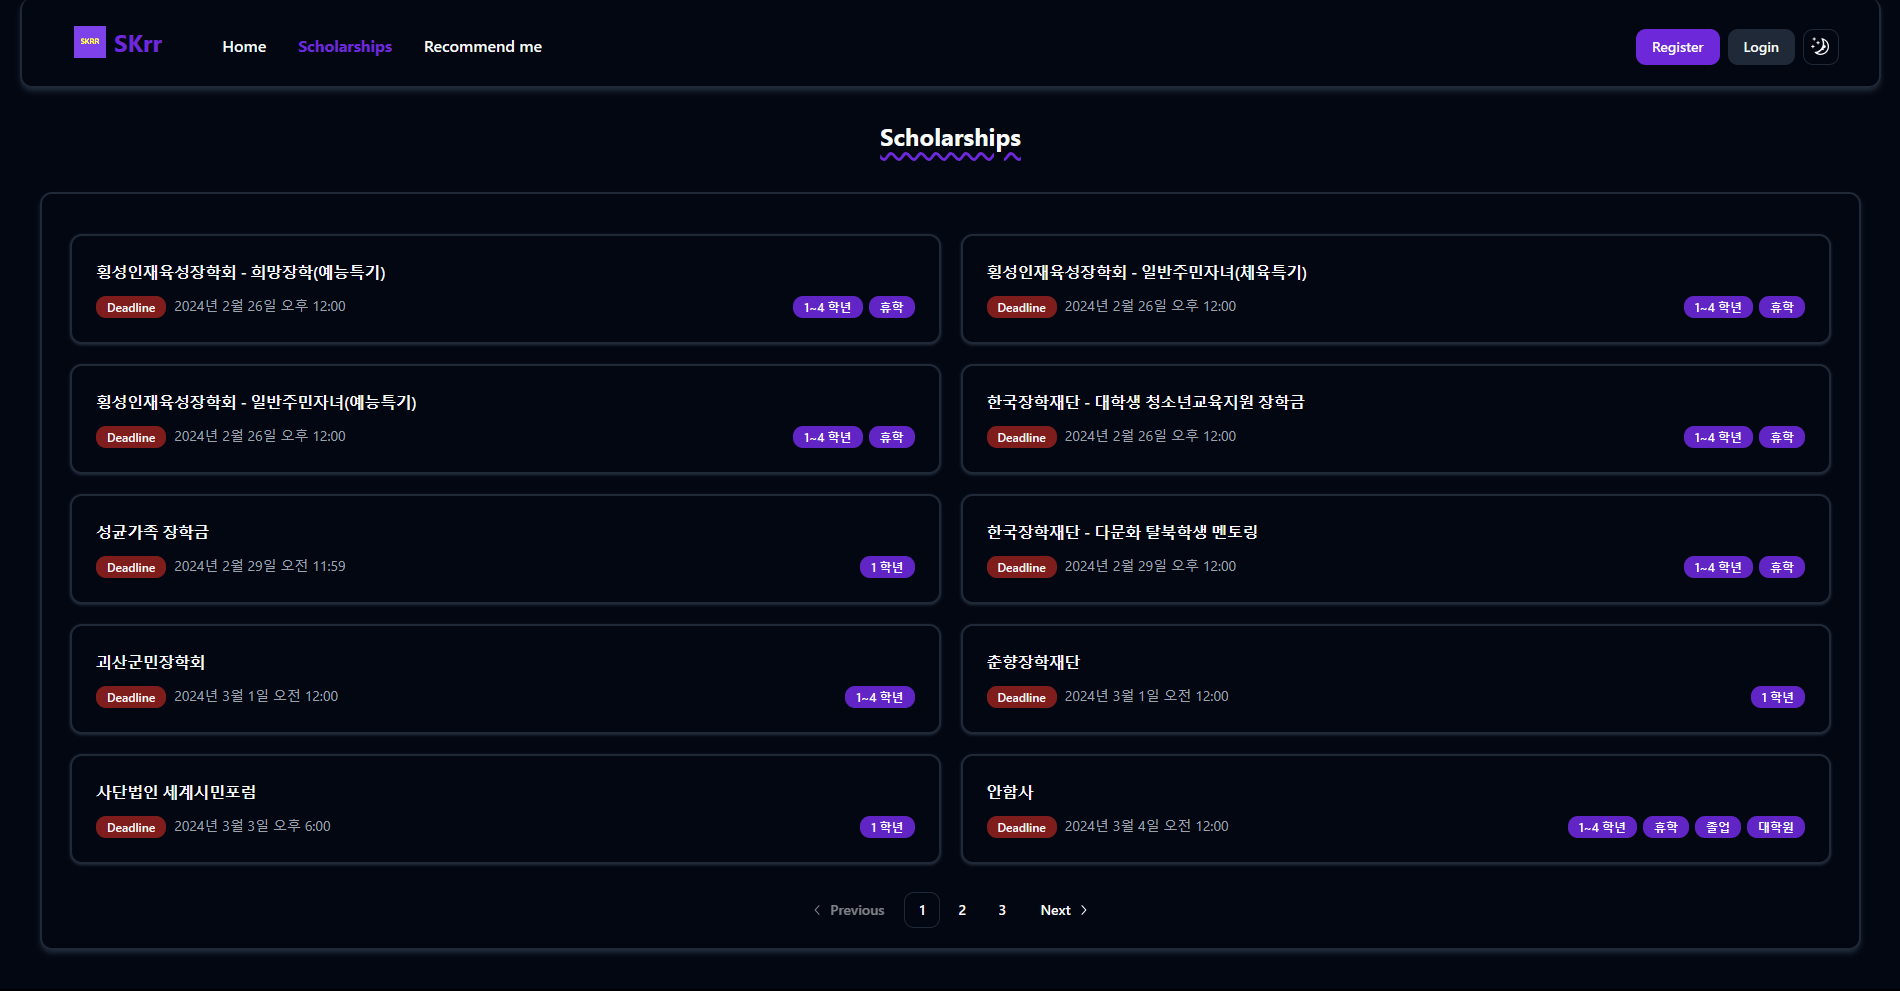 SKRR SKrr Home Scholarships Recommend me Register Login
Scholarships
횡성인재육성장학회 - 희망장학(예능특기)
Deadline 2024년 2월 26일 오후 12:00 1~4 학년 휴학
횡성인재육성장학회 - 일반주민자녀(체육특기)
Deadline 2024년 2월 26일 오후 12:00 1~4 학년 휴학
횡성인재육성장학회 - 일반주민자녀(예능특기)
Deadline 2024년 2월 26일 오후 12:00 1~4 학년 휴학
한국장학재단 - 대학생 청소년교육지원 장학금
Deadline 2024년 2월 26일 오후 12:00 1~4 학년 휴학
성균가족 장학금
Deadline 2024년 2월 29일 오전 11:59 1 학년
한국장학재단 - 다문화 탈북학생 멘토링
Deadline 2024년 2월 29일 오후 12:00 1~4 학년 휴학
괴산군민장학회
Deadline 2024년 3월 1일 오전 12:00 1~4 학년
춘향장학재단
Deadline 2024년 3월 1일 오전 12:00 1 학년
사단법인 세계시민포럼
Deadline 2024년 3월 3일 오후 6:00 1 학년
안함사
Deadline 2024년 3월 4일 오전 12:00 1~4 학년 휴학 졸업 대학원
Previous 1 2 3 Next